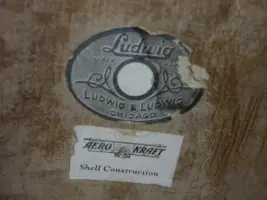 Ludwig
LUDWIG & LUDWIG
CHICAGO
AERO KRAFT
Shell Construction